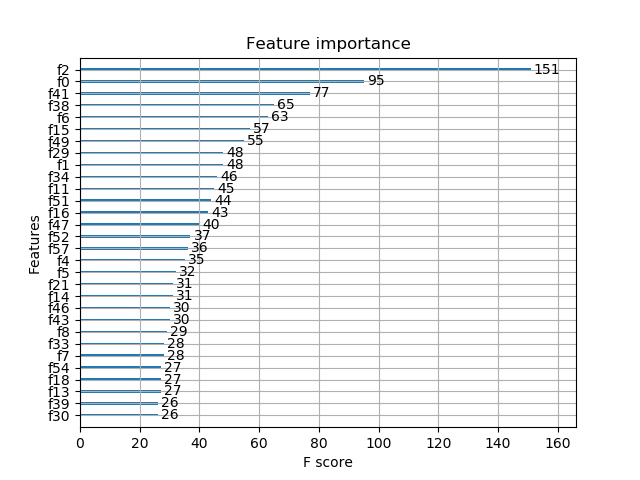 Feature importance
f2 151
f0 95
f41 77
f38 65
f6 63
f15 57
f49 55
f29 48
f1 48
f34 46
f11 45
f51 44
f16 43
f47 40
f52 37
f57 36
f4 35
f5 32
f21 31
f14 31
f46 30
f43 30
f8 29
f33 28
f7 28
f54 27
f18 27
f13 27
f39 26
f30 26
Features
0 20 40 60 80 100 120 140 160
F score